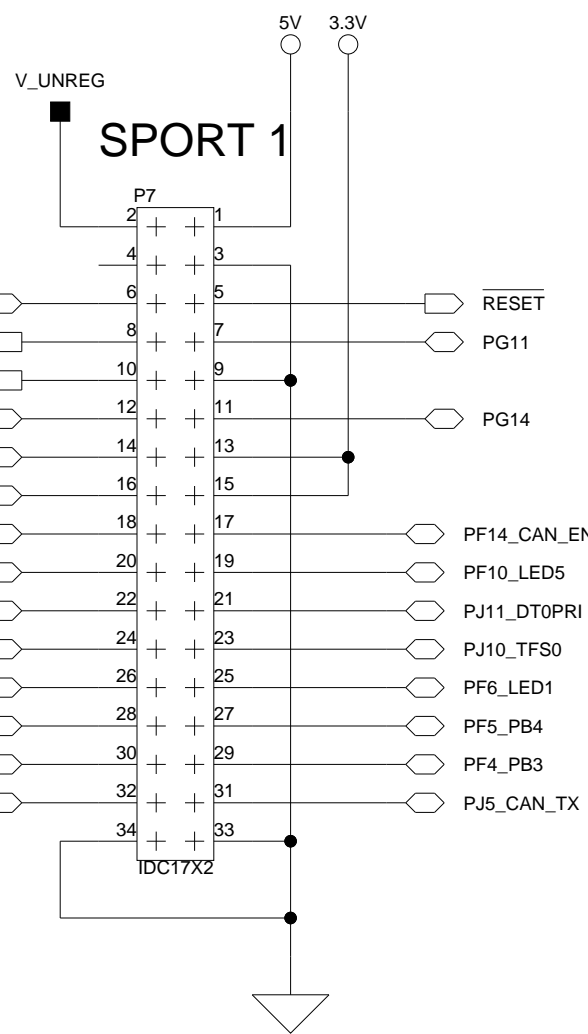 5V 3.3V
V_UNREG
SPORT 1
P7
2 1
4 3
6 5 RESET
8 7 PG11
10 9
12 11 PG14
14 13
16 15
18 17 PF14_CAN_EN
20 19 PF10_LED5
22 21 PJ11_DT0PRI
24 23 PJ10_TFS0
26 25 PF6_LED1
28 27 PF5_PB4
30 29 PF4_PB3
32 31 PJ5_CAN_TX
34 33
IDC17X2